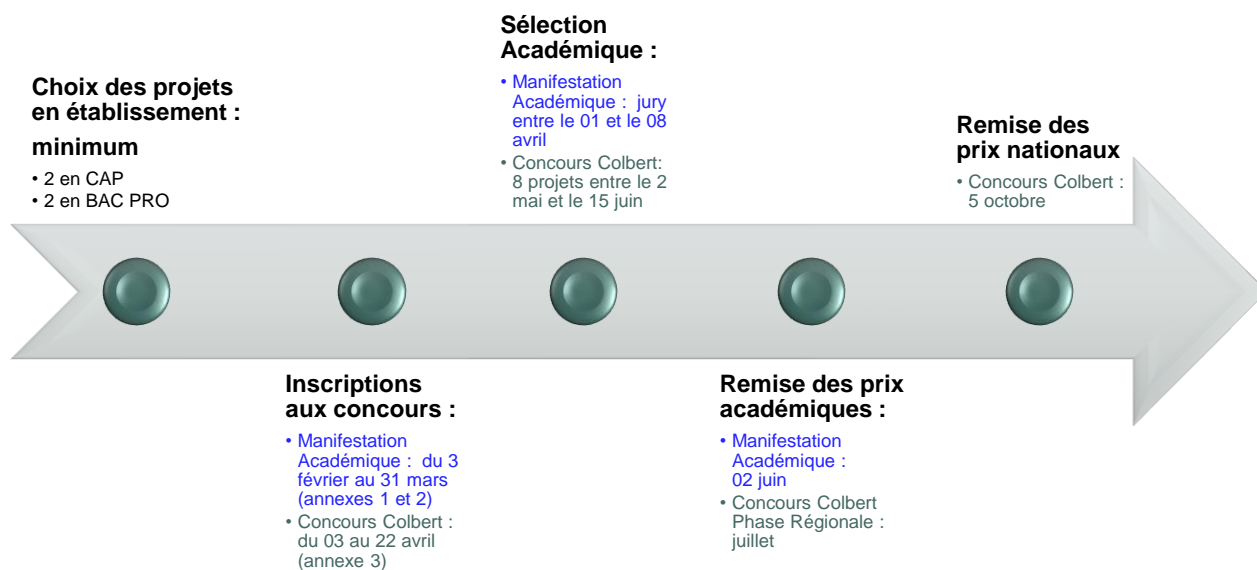 Choix des projets
en établissement :
minimum
• 2 en CAP
• 2 en BAC PRO
Inscriptions
aux concours :
• Manifestation
Académique : du 3
février au 31 mars
(annexes 1 et 2)
• Concours Colbert :
du 03 au 22 avril
(annexe 3)
Sélection
Académique :
• Manifestation
Académique : jury
entre le 01 et le 08
avril
• Concours Colbert:
8 projets entre le 2
mai et le 15 juin
Remise des prix
académiques :
• Manifestation
Académique :
02 juin
• Concours Colbert
Phase Régionale :
juillet
Remise des
prix nationaux
• Concours Colbert :
5 octobre